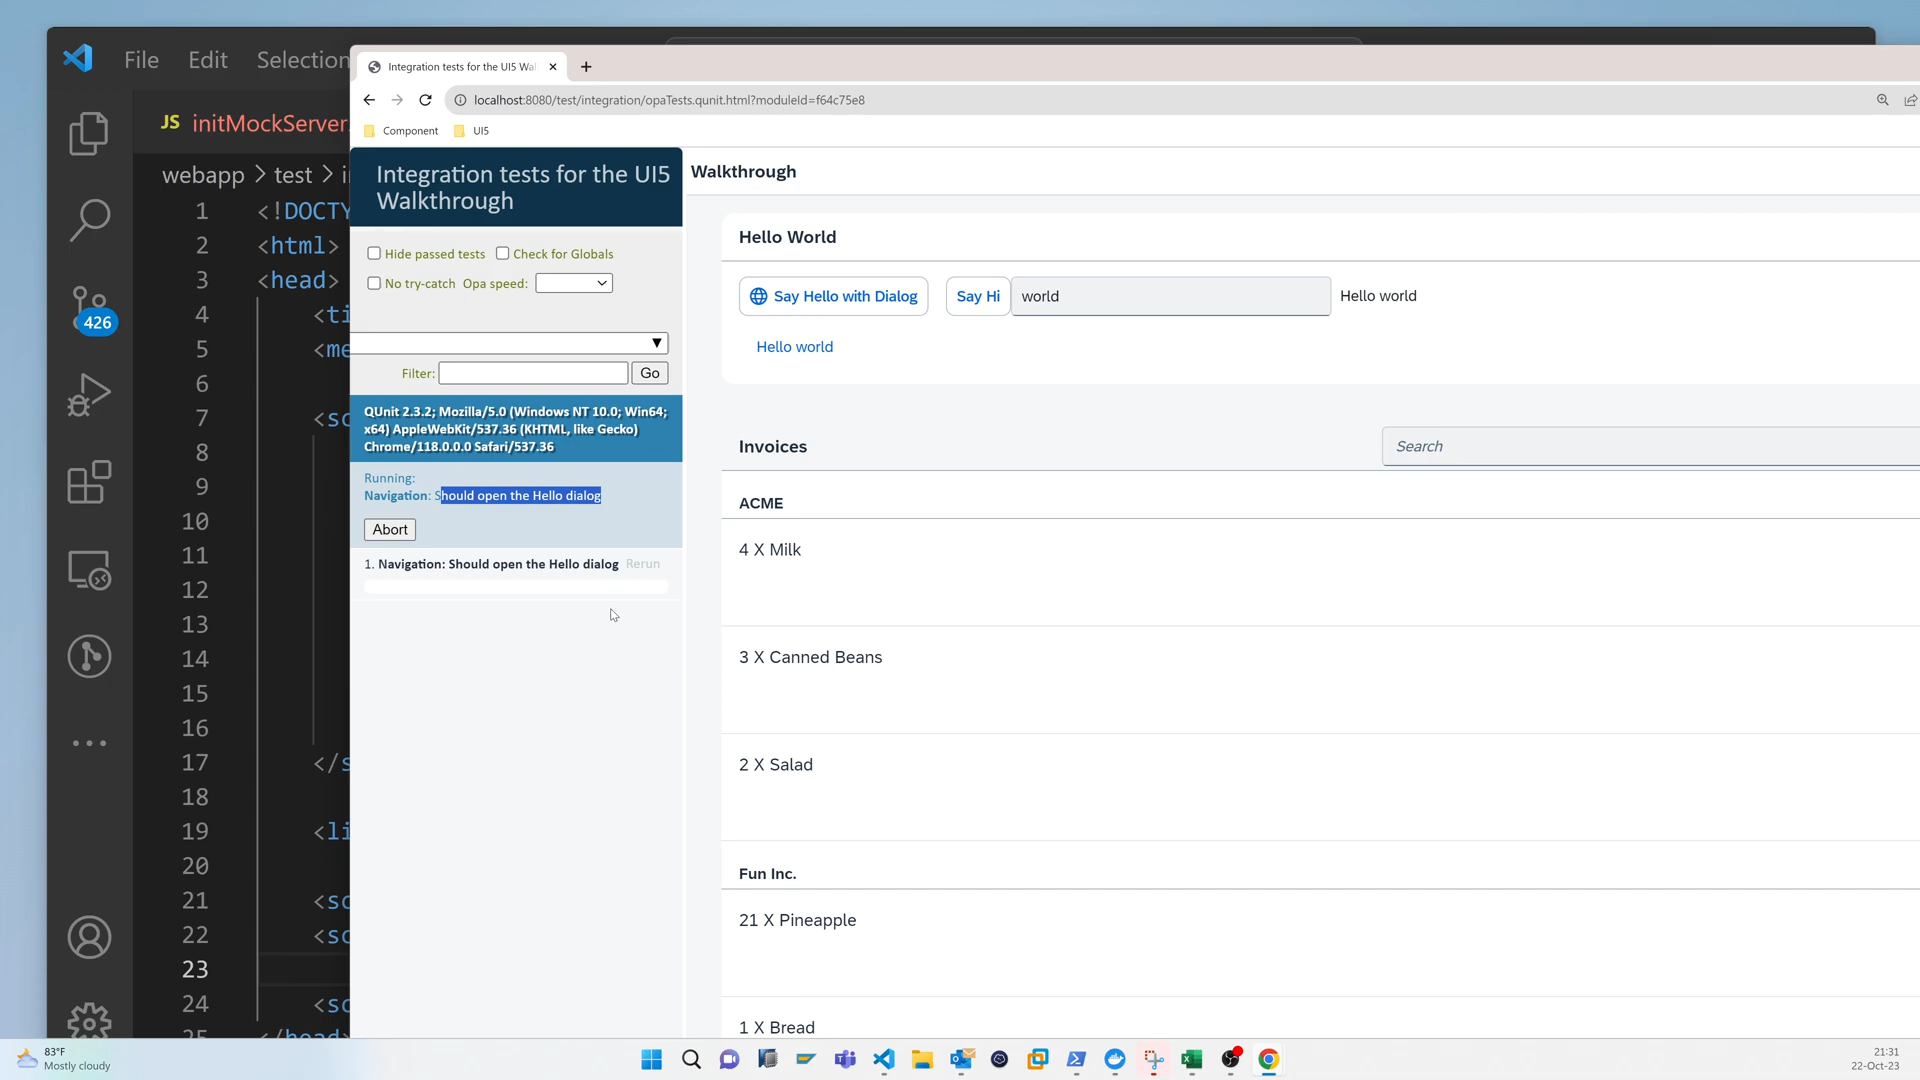 File Edit Selection
JS initMockServer.
webapp > test > i
1 <!DOCTY
2 <html>
3 <head>
4 <ti
5 <me
6
7 <sc
8
9
10
11
12
13
14
15
16
17 </s
18
19 <li
20
21 <sc
22 <sc
23
24 <sc
25 </head>
426
Integration tests for the UI5 Wal
localhost:8080/test/integration/opaTests.qunit.html?moduleId=f64c75e8
Component UI5
Integration tests for the UI5
Walkthrough
Hide passed tests Check for Globals
No try-catch Opa speed:
Filter: Go
QUnit 2.3.2; Mozilla/5.0 (Windows NT 10.0; Win64;
x64) AppleWebKit/537.36 (KHTML, like Gecko)
Chrome/118.0.0.0 Safari/537.36
Running:
Navigation: Should open the Hello dialog
Abort
1. Navigation: Should open the Hello dialog Rerun
Walkthrough
Hello World
Say Hello with Dialog Say Hi world Hello world
Hello world
Invoices Search
ACME
4 X Milk
3 X Canned Beans
2 X Salad
Fun Inc.
21 X Pineapple
1 X Bread
83°F
Mostly cloudy
21:31
22-Oct-23